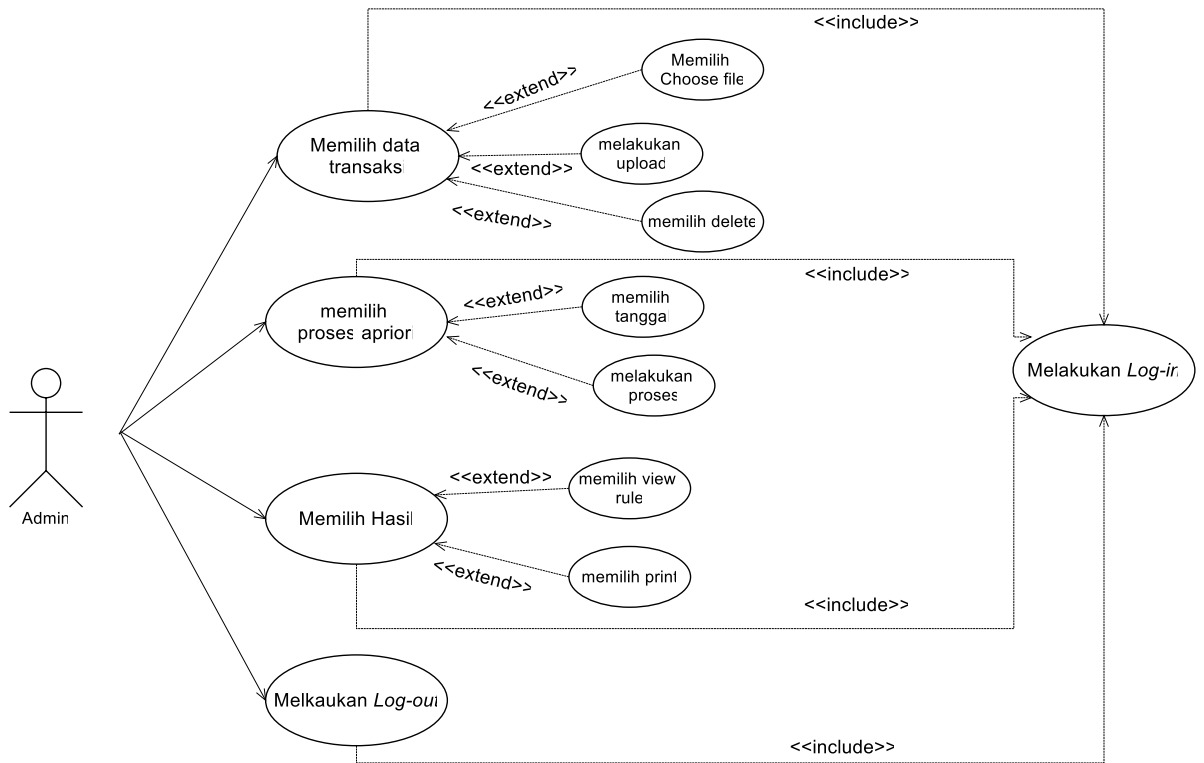 <<include>>
Memilih
Choose file
<<extend>>
Memilih data
transaksi
melakukan
upload
<<extend>>
memilih delete
<<extend>>
<<include>>
memilih
proses apriori
<<extend>>
memilih
tanggal
melakukan
proses
<<extend>>
Melakukan Log-in
Admin
<<extend>>
memilih view
rule
Memilih Hasil
<<extend>>
memilih print
<<include>>
Melkaukan Log-out
<<include>>